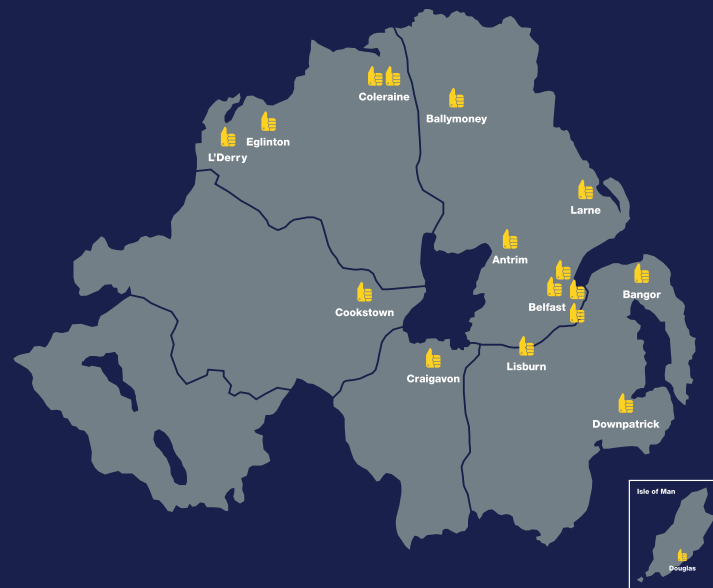 Coleraine
Ballymoney
Eglinton
L'Derry
Larne
Antrim
Belfast
Bangor
Cookstown
Lisburn
Craigavon
Downpatrick
Isle of Man
Douglas